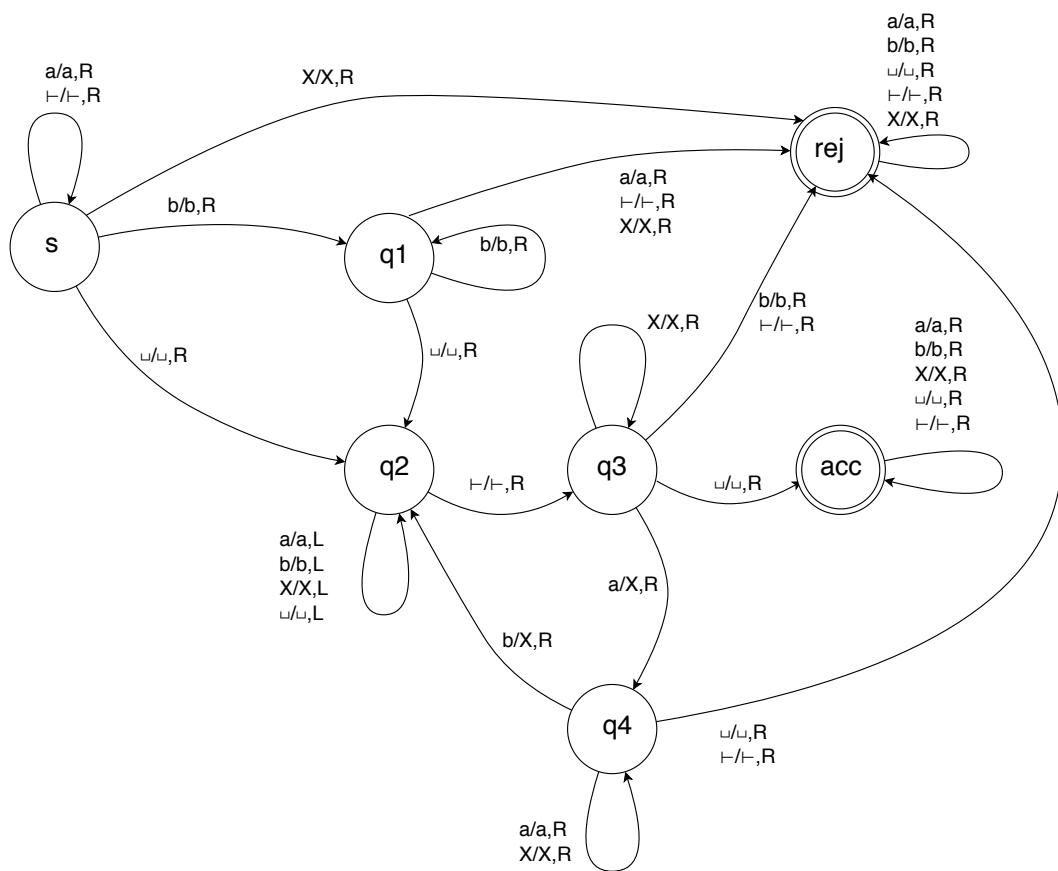 a/a,R
⊢/⊢,R
X/X,R
a/a,R
b/b,R
␣/␣,R
⊢/⊢,R
X/X,R
rej
s
b/b,R
q1
b/b,R
a/a,R
⊢/⊢,R
X/X,R
␣/␣,R
␣/␣,R
X/X,R
b/b,R
⊢/⊢,R
a/a,R
b/b,R
X/X,R
␣/␣,R
⊢/⊢,R
q2
⊢/⊢,R
q3
␣/␣,R
acc
a/a,L
b/b,L
X/X,L
␣/␣,L
a/X,R
b/X,R
q4
␣/␣,R
⊢/⊢,R
a/a,R
X/X,R